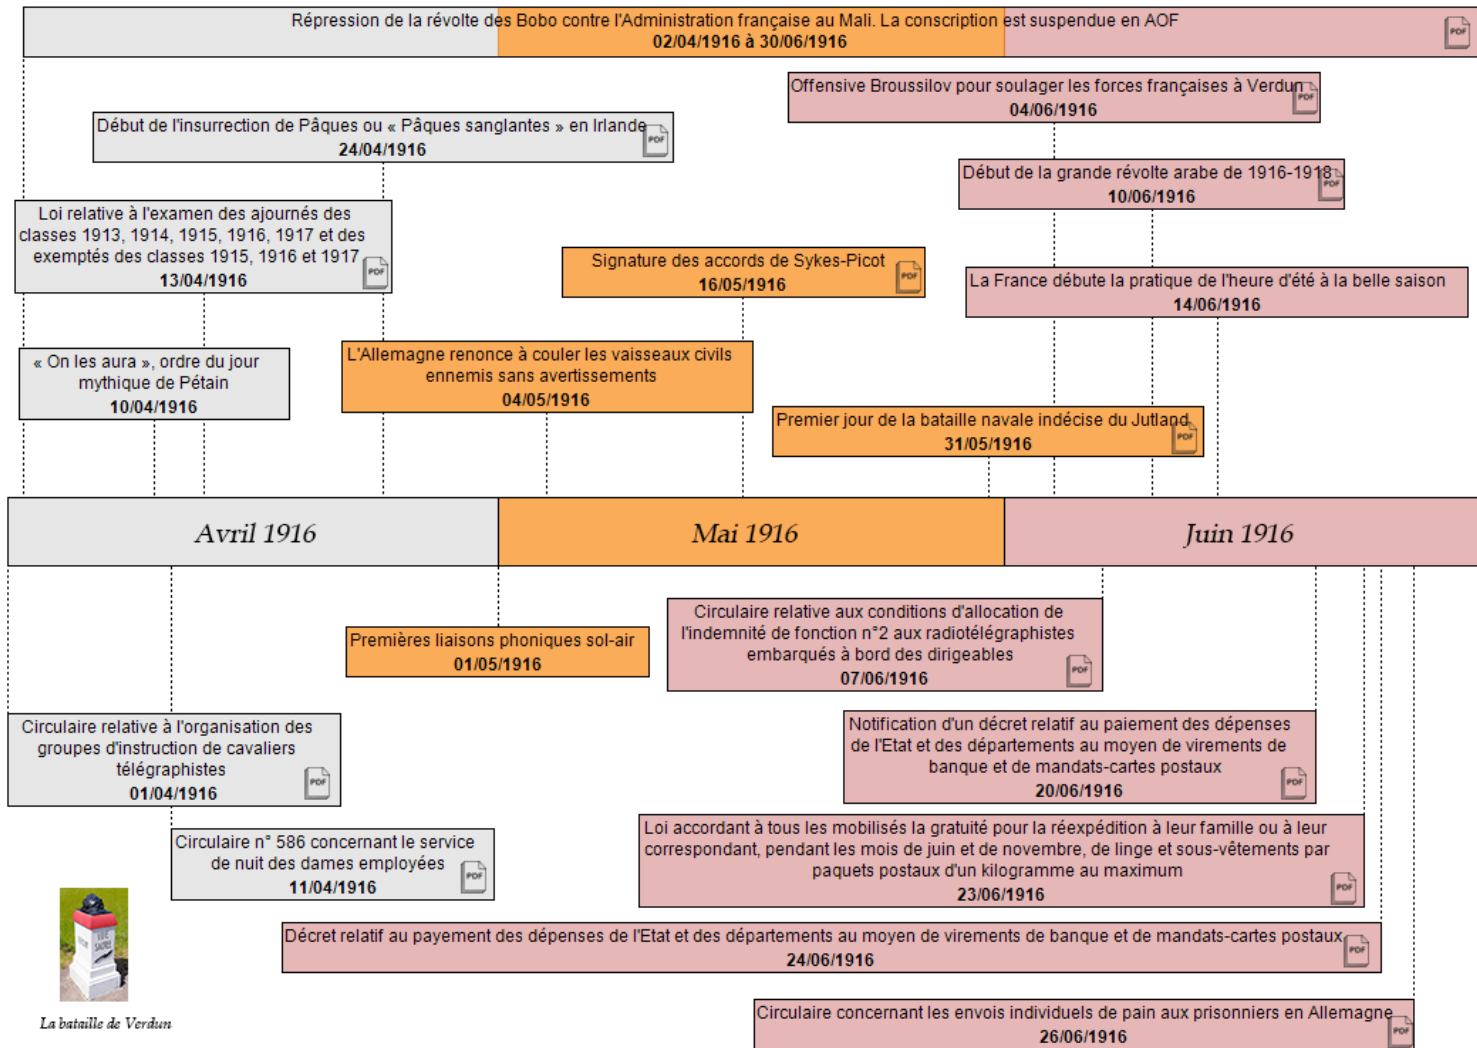 Répression de la révolte des Bobo contre l'Administration française au Mali. La conscription est suspendue en AOF
02/04/1916 à 30/06/1916
Offensive Broussilov pour soulager les forces françaises à Verdun
04/06/1916
Début de l'insurrection de Pâques ou « Pâques sanglantes » en Irlande
24/04/1916
Début de la grande révolte arabe de 1916-1918
10/06/1916
Loi relative à l'examen des ajournés des
classes 1913, 1914, 1915, 1916, 1917 et des
exemptés des classes 1915, 1916 et 1917
13/04/1916
Signature des accords de Sykes-Picot
16/05/1916
La France débute la pratique de l'heure d'été à la belle saison
14/06/1916
« On les aura », ordre du jour
mythique de Pétain
10/04/1916
L'Allemagne renonce à couler les vaisseaux civils
ennemis sans avertissements
04/05/1916
Premier jour de la bataille navale indécise du Jutland
31/05/1916
Avril 1916
Mai 1916
Juin 1916
Premières liaisons phoniques sol-air
01/05/1916
Circulaire relative aux conditions d'allocation de
l'indemnité de fonction n°2 aux radiotélégraphistes
embarqués à bord des dirigeables
07/06/1916
Circulaire relative à l'organisation des
groupes d'instruction de cavaliers
télégraphistes
01/04/1916
Notification d'un décret relatif au paiement des dépenses
de l'Etat et des départements au moyen de virements de
banque et de mandats-cartes postaux
20/06/1916
Circulaire n° 586 concernant le service
de nuit des dames employées
11/04/1916
Loi accordant à tous les mobilisés la gratuité pour la réexpédition à leur famille ou à leur
correspondant, pendant les mois de juin et de novembre, de linge et sous-vêtements par
paquets postaux d'un kilogramme au maximum
23/06/1916
Décret relatif au payement des dépenses de l'Etat et des départements au moyen de virements de banque et de mandats-cartes postaux
24/06/1916
Circulaire concernant les envois individuels de pain aux prisonniers en Allemagne
26/06/1916
La bataille de Verdun